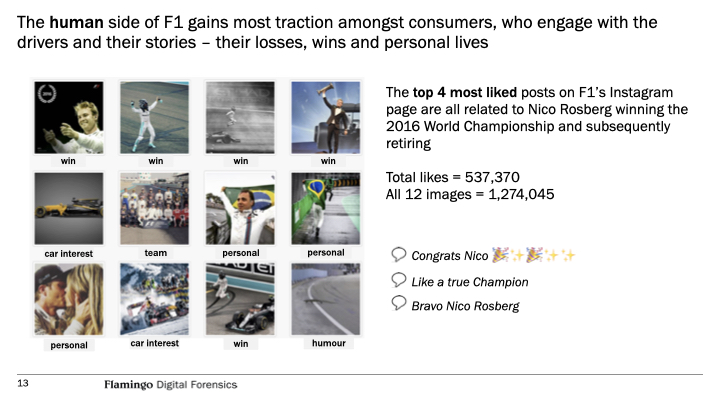 The human side of F1 gains most traction amongst consumers, who engage with the
drivers and their stories – their losses, wins and personal lives
win
win
win
win
car interest
team
personal
personal
personal
car interest
win
humour
The top 4 most liked posts on F1's Instagram
page are all related to Nico Rosberg winning the
2016 World Championship and subsequently
retiring
Total likes = 537,370
All 12 images = 1,274,045
Congrats Nico 🎉✨🎉✨✨
Like a true Champion
Bravo Nico Rosberg
13
Flamingo Digital Forensics